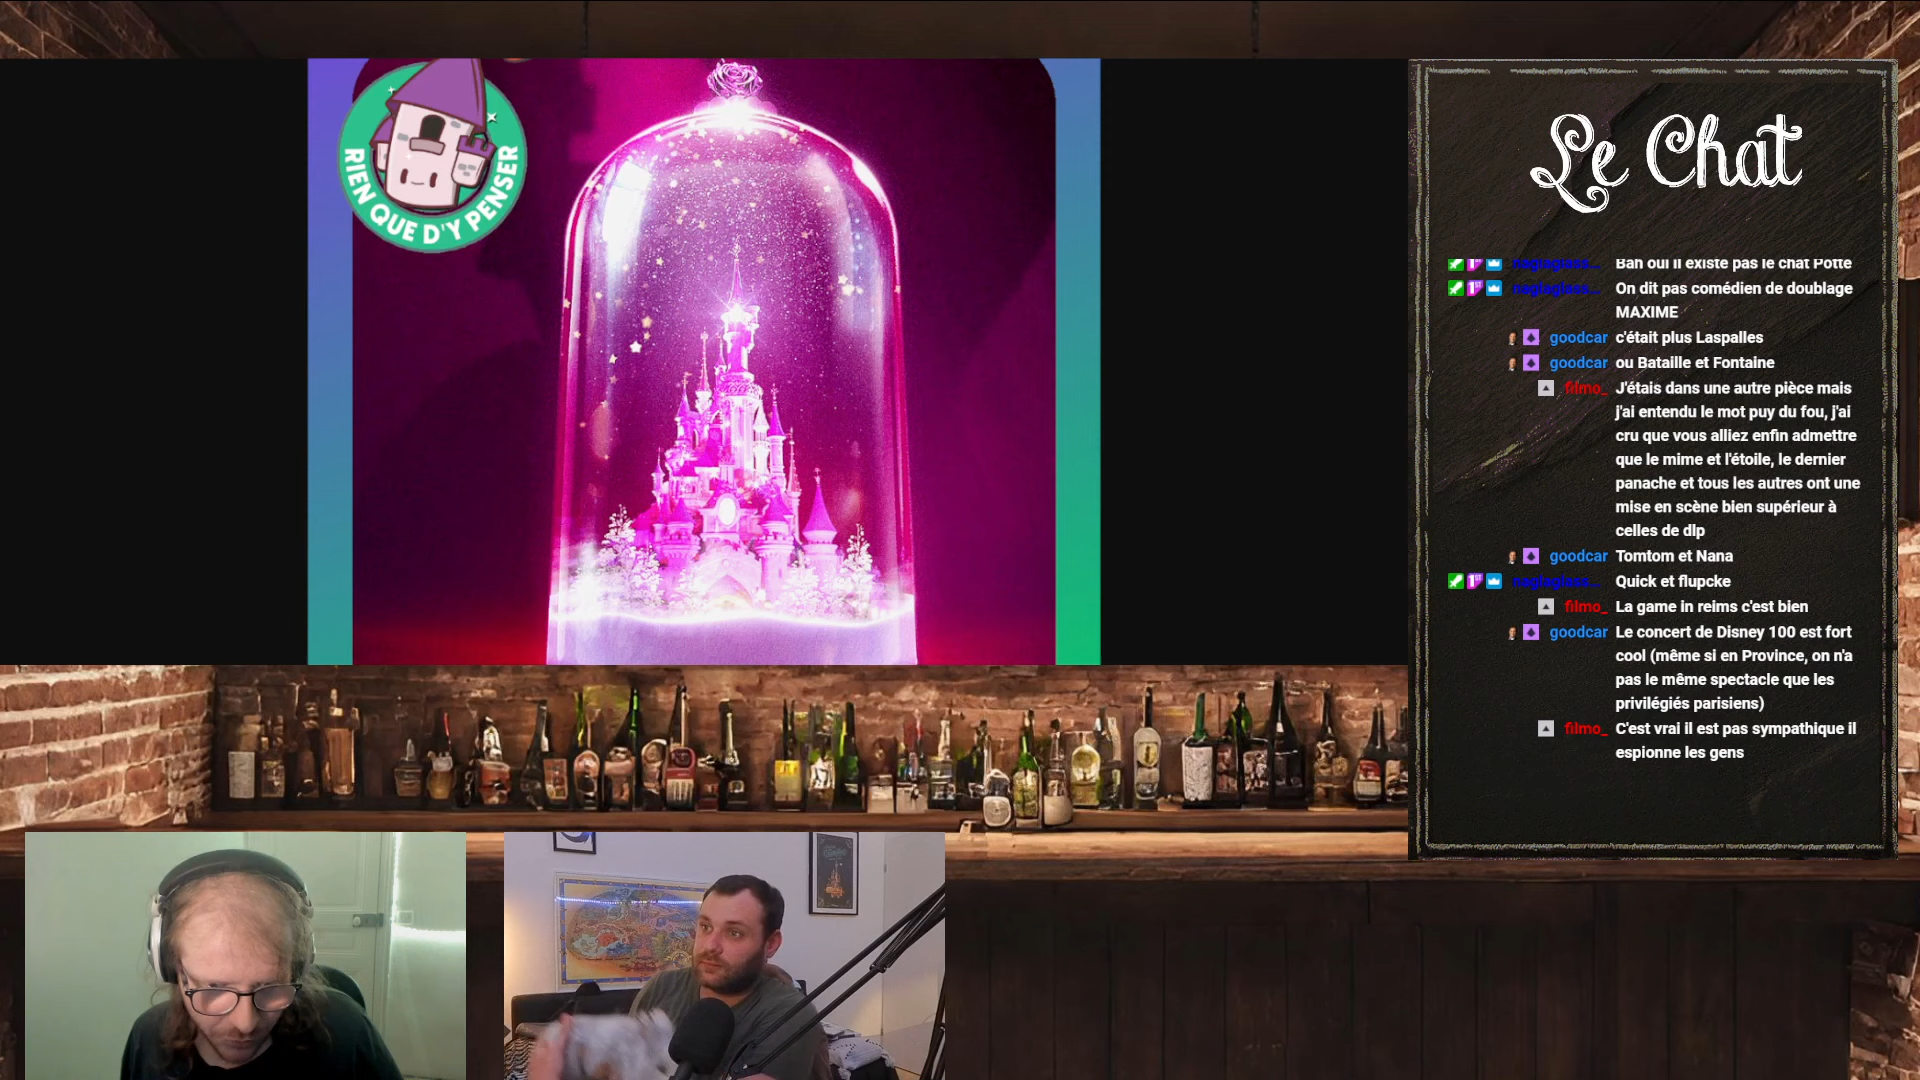 RIEN QUE D'Y PENSER
Le Chat
Bah oui il existe pas le chat Potté
On dit pas comédien de doublage
MAXIME
goodcar c'était plus Laspalles
goodcar ou Bataille et Fontaine
filmo_ J'étais dans une autre pièce mais
j'ai entendu le mot puy du fou, j'ai
cru que vous alliez enfin admettre
que le mime et l'étoile, le dernier
panache et tous les autres ont une
mise en scène bien supérieur à
celles de dlp
goodcar Tomtom et Nana
Quick et flupcke
filmo_ La game in reims c'est bien
goodcar Le concert de Disney 100 est fort
cool (même si en Province, on n'a
pas le même spectacle que les
privilégiés parisiens)
filmo_ C'est vrai il est pas sympathique il
espionne les gens